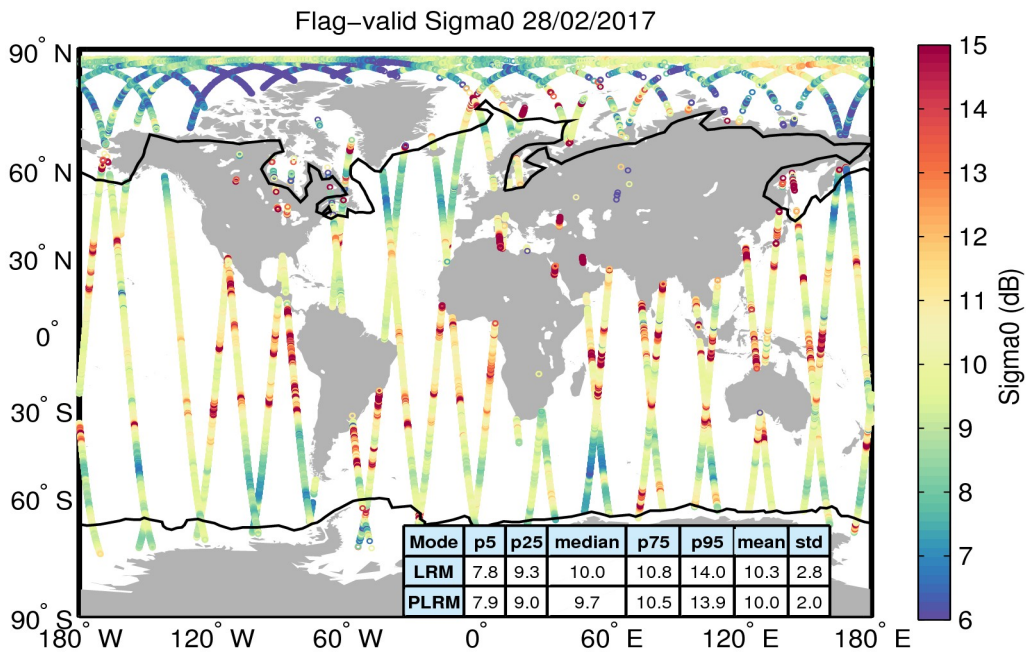 Flag−valid Sigma0 28/02/2017
90° N
60° N
30° N
0°
30° S
60° S
90° S
180° W
120° W
60° W
0°
60° E
120° E
180° E
Mode p5 p25 median p75 p95 mean std
LRM 7.8 9.3 10.0 10.8 14.0 10.3 2.8
PLRM 7.9 9.0 9.7 10.5 13.9 10.0 2.0
15
14
13
12
11
10
9
8
7
6
Sigma0 (dB)